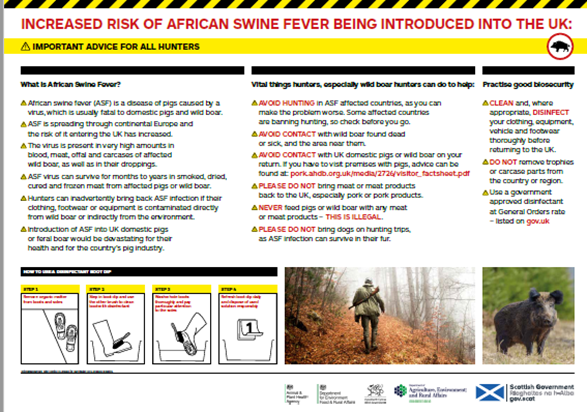 INCREASED RISK OF AFRICAN SWINE FEVER BEING INTRODUCED INTO THE UK:
IMPORTANT ADVICE FOR ALL HUNTERS
What is African Swine Fever?
African swine fever (ASF) is a disease of pigs caused by a
virus, which is usually fatal to domestic pigs and wild boar.
ASF is spreading through continental Europe and
the risk of it entering the UK has increased.
The virus is present in very high amounts in
blood, meat, offal and carcases of affected
wild boar, as well as in their droppings.
ASF virus can survive for months to years in smoked, dried,
cured and frozen meat from affected pigs or wild boar.
Hunters can inadvertently bring back ASF infection if their
clothing, footwear or equipment is contaminated directly
from wild boar or indirectly from the environment.
Introduction of ASF into UK domestic pigs
or feral boar would be devastating for their
health and for the country's pig industry.
Vital things hunters, especially wild boar hunters can do to help:
AVOID HUNTING in ASF affected countries, as you can
make the problem worse. Some affected countries
are banning hunting, so check before you go.
AVOID CONTACT with wild boar found dead
or sick, and the area near them.
AVOID CONTACT with UK domestic pigs or wild boar on your
return. If you have to visit premises with pigs, advice can be
found at: pork.ahdb.org.uk/media/2726/visitor_factsheet.pdf
PLEASE DO NOT bring meat or meat products
back to the UK, especially pork or pork products.
NEVER feed pigs or wild boar with any meat
or meat products – THIS IS ILLEGAL.
PLEASE DO NOT bring dogs on hunting trips,
as ASF infection can survive in their fur.
Practise good biosecurity
CLEAN and, where
appropriate, DISINFECT
your clothing, equipment,
vehicle and footwear
thoroughly before
returning to the UK.
DO NOT remove trophies
or carcase parts from
the country or region.
Use a government
approved disinfectant
at General Orders rate
– listed on gov.uk
HOW TO USE A DISINFECTANT BOOT DIP
STEP 1
STEP 2
STEP 3
STEP 4
1
Animal &
Plant Health
Agency
Department
for Environment
Food & Rural Affairs
Agriculture, Environment
and Rural Affairs
Scottish Government
Riaghaltas na h-Alba
gov.scot